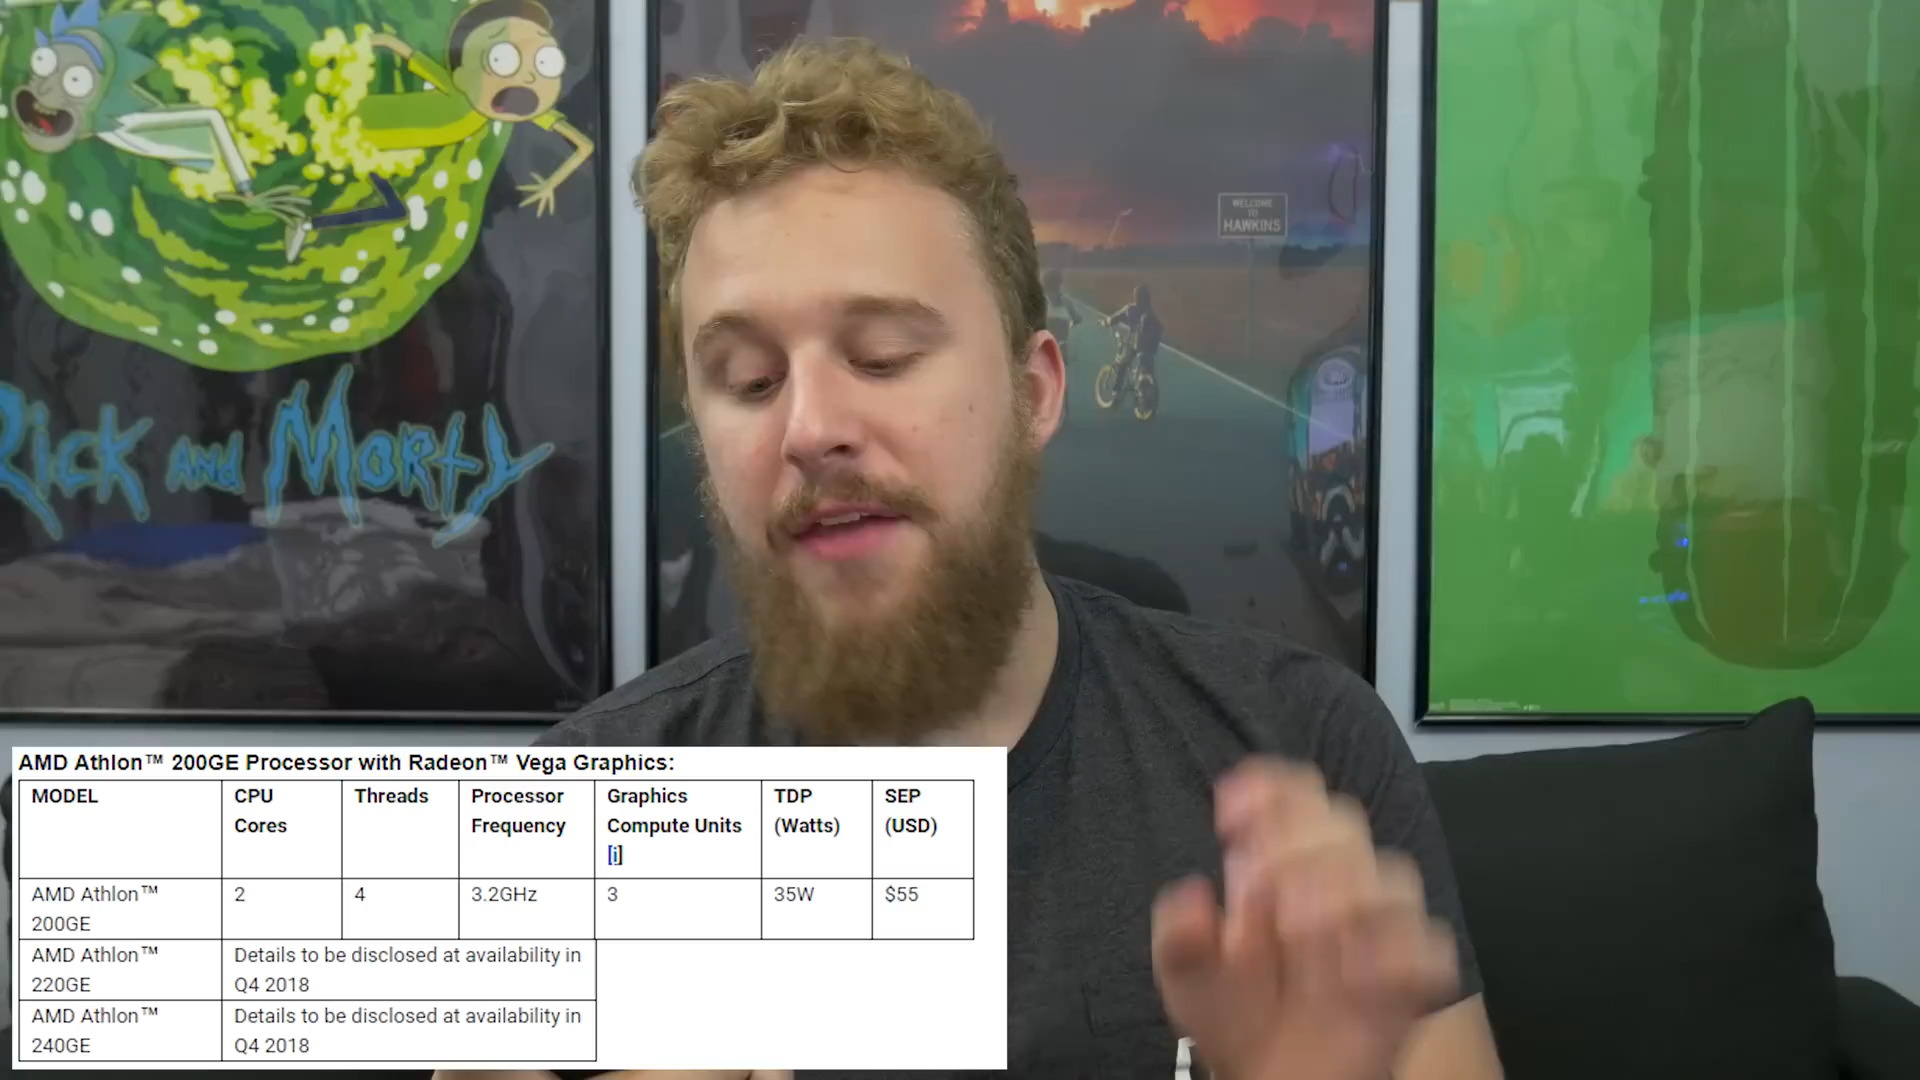 RICK AND MORTY
WELCOME
TO
HAWKINS
AMD Athlon™ 200GE Processor with Radeon™ Vega Graphics:
MODEL
CPU
Cores
Threads
Processor
Frequency
Graphics
Compute Units
[i]
TDP
(Watts)
SEP
(USD)
AMD Athlon™
200GE
2
4
3.2GHz
3
35W
$55
AMD Athlon™
220GE
Details to be disclosed at availability in
Q4 2018
AMD Athlon™
240GE
Details to be disclosed at availability in
Q4 2018